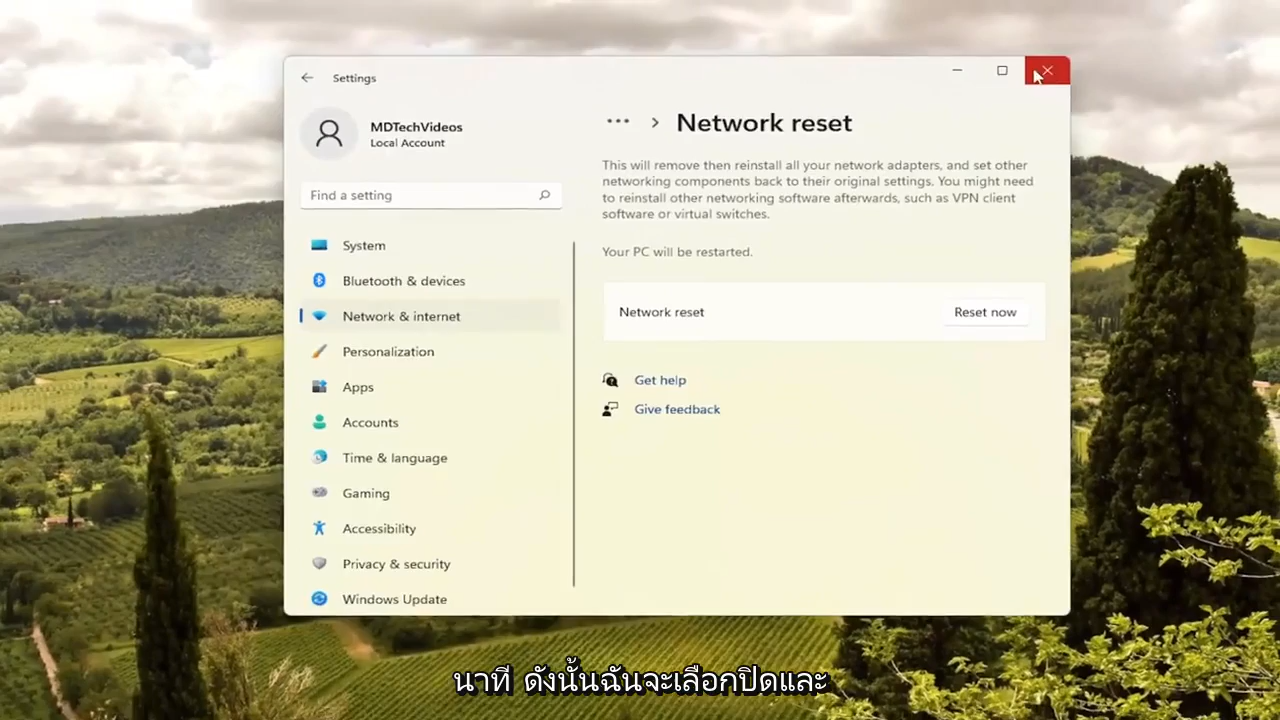 Settings
MDTechVideos
Local Account
Find a setting
System
Bluetooth & devices
Network & internet
Personalization
Apps
Accounts
Time & language
Gaming
Accessibility
Privacy & security
Windows Update
Network reset
This will remove then reinstall all your network adapters, and set other
networking components back to their original settings. You might need
to reinstall other networking software afterwards, such as VPN client
software or virtual switches.
Your PC will be restarted.
Network reset
Reset now
Get help
Give feedback
นาที ดังนั้นฉันจะเลือกปิดและ